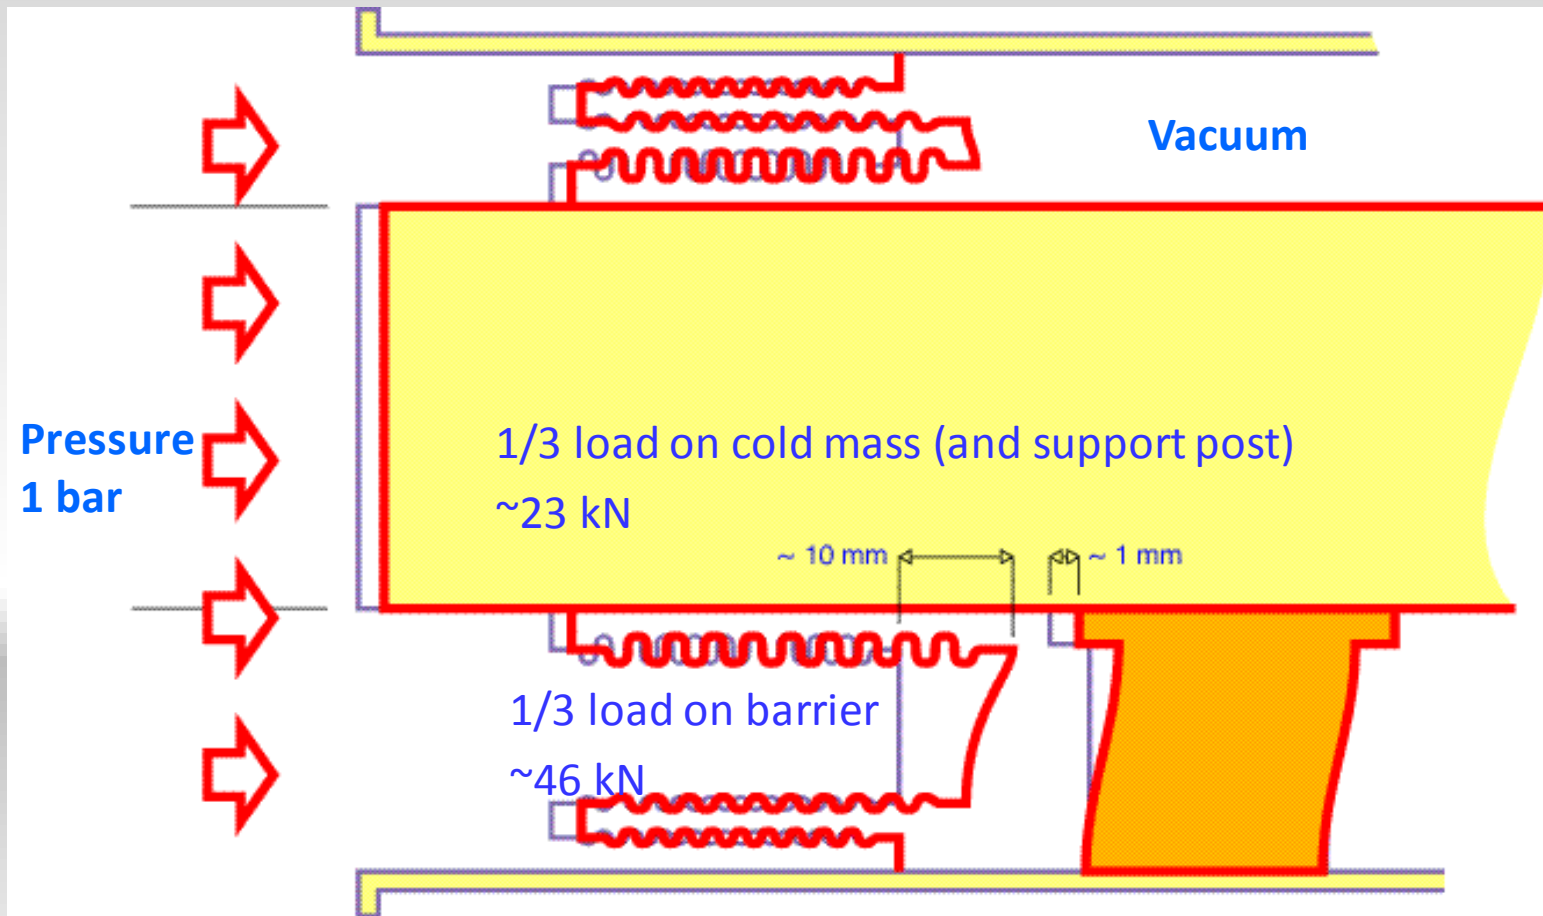 Vacuum
Pressure
1 bar
1/3 load on cold mass (and support post)
~23 kN
~ 10 mm
~ 1 mm
1/3 load on barrier
~46 kN